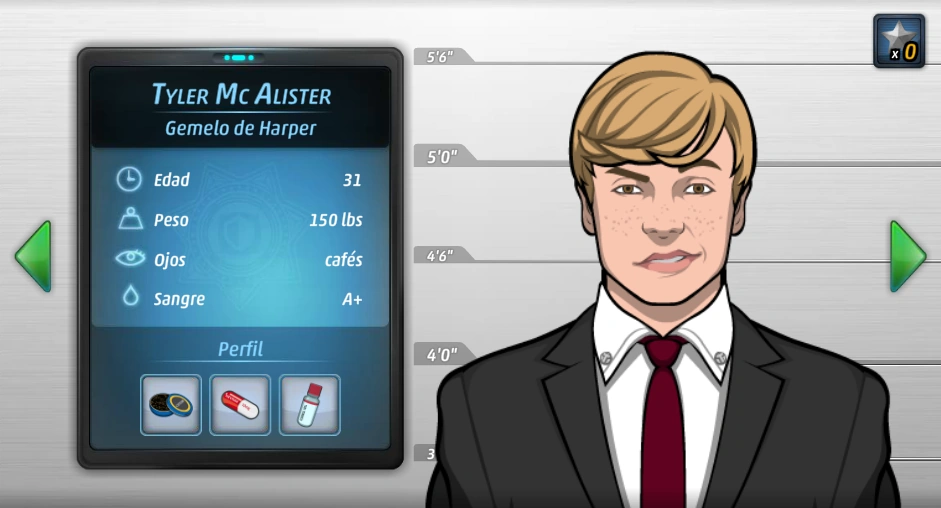 TYLER MC ALISTER
Gemelo de Harper
Edad 31
Peso 150 lbs
Ojos cafés
Sangre A+
Perfil
5'6"
5'0"
4'6"
4'0"
3
x 0